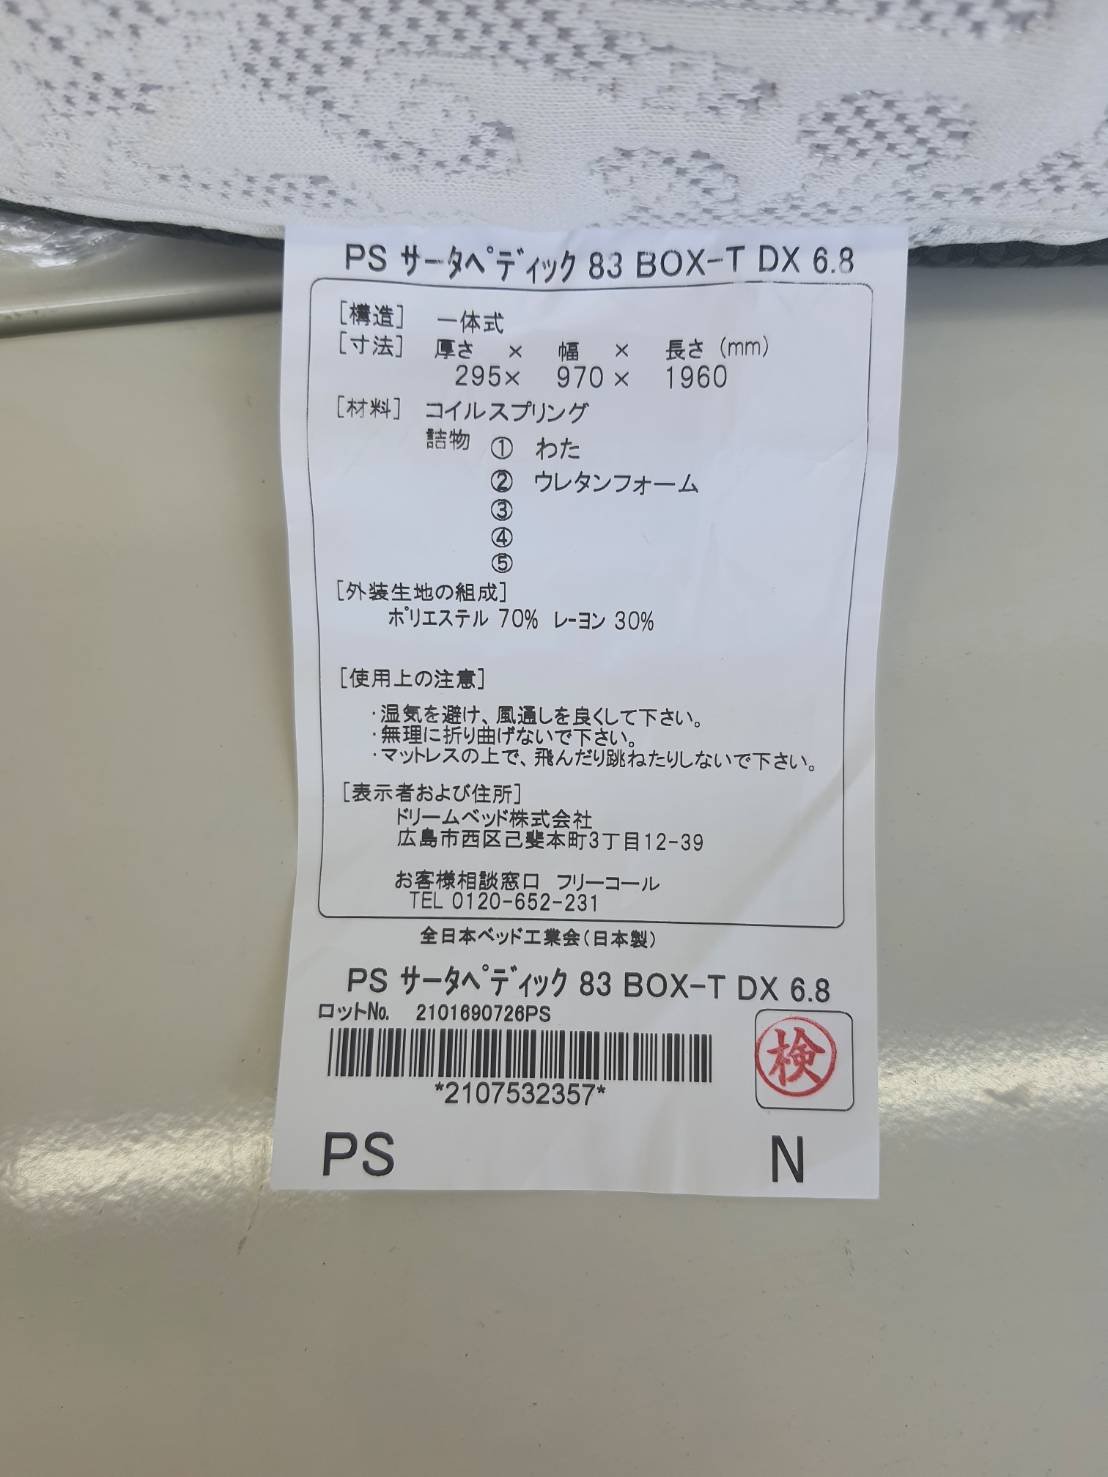 PS サータペディック 83 BOX-T DX 6.8
[構造] 一体式
[寸法] 厚さ × 幅 × 長さ (mm)
295× 970 × 1960
[材料] コイルスプリング
詰物 ① わた
② ウレタンフォーム
③
④
⑤
[外装生地の組成]
ポリエステル 70% レーヨン 30%
[使用上の注意]
・湿気を避け、風通しを良くして下さい。
・無理に折り曲げないで下さい。
・マットレスの上で、飛んだり跳ねたりしないで下さい。
[表示者および住所]
ドリームベッド株式会社
広島市西区己斐本町3丁目12-39
お客様相談窓口 フリーコール
TEL 0120-652-231
全日本ベッド工業会(日本製)
PS サータペディック 83 BOX-T DX 6.8
ロットNo. 2101690726PS
*2107532357*
検
PS N